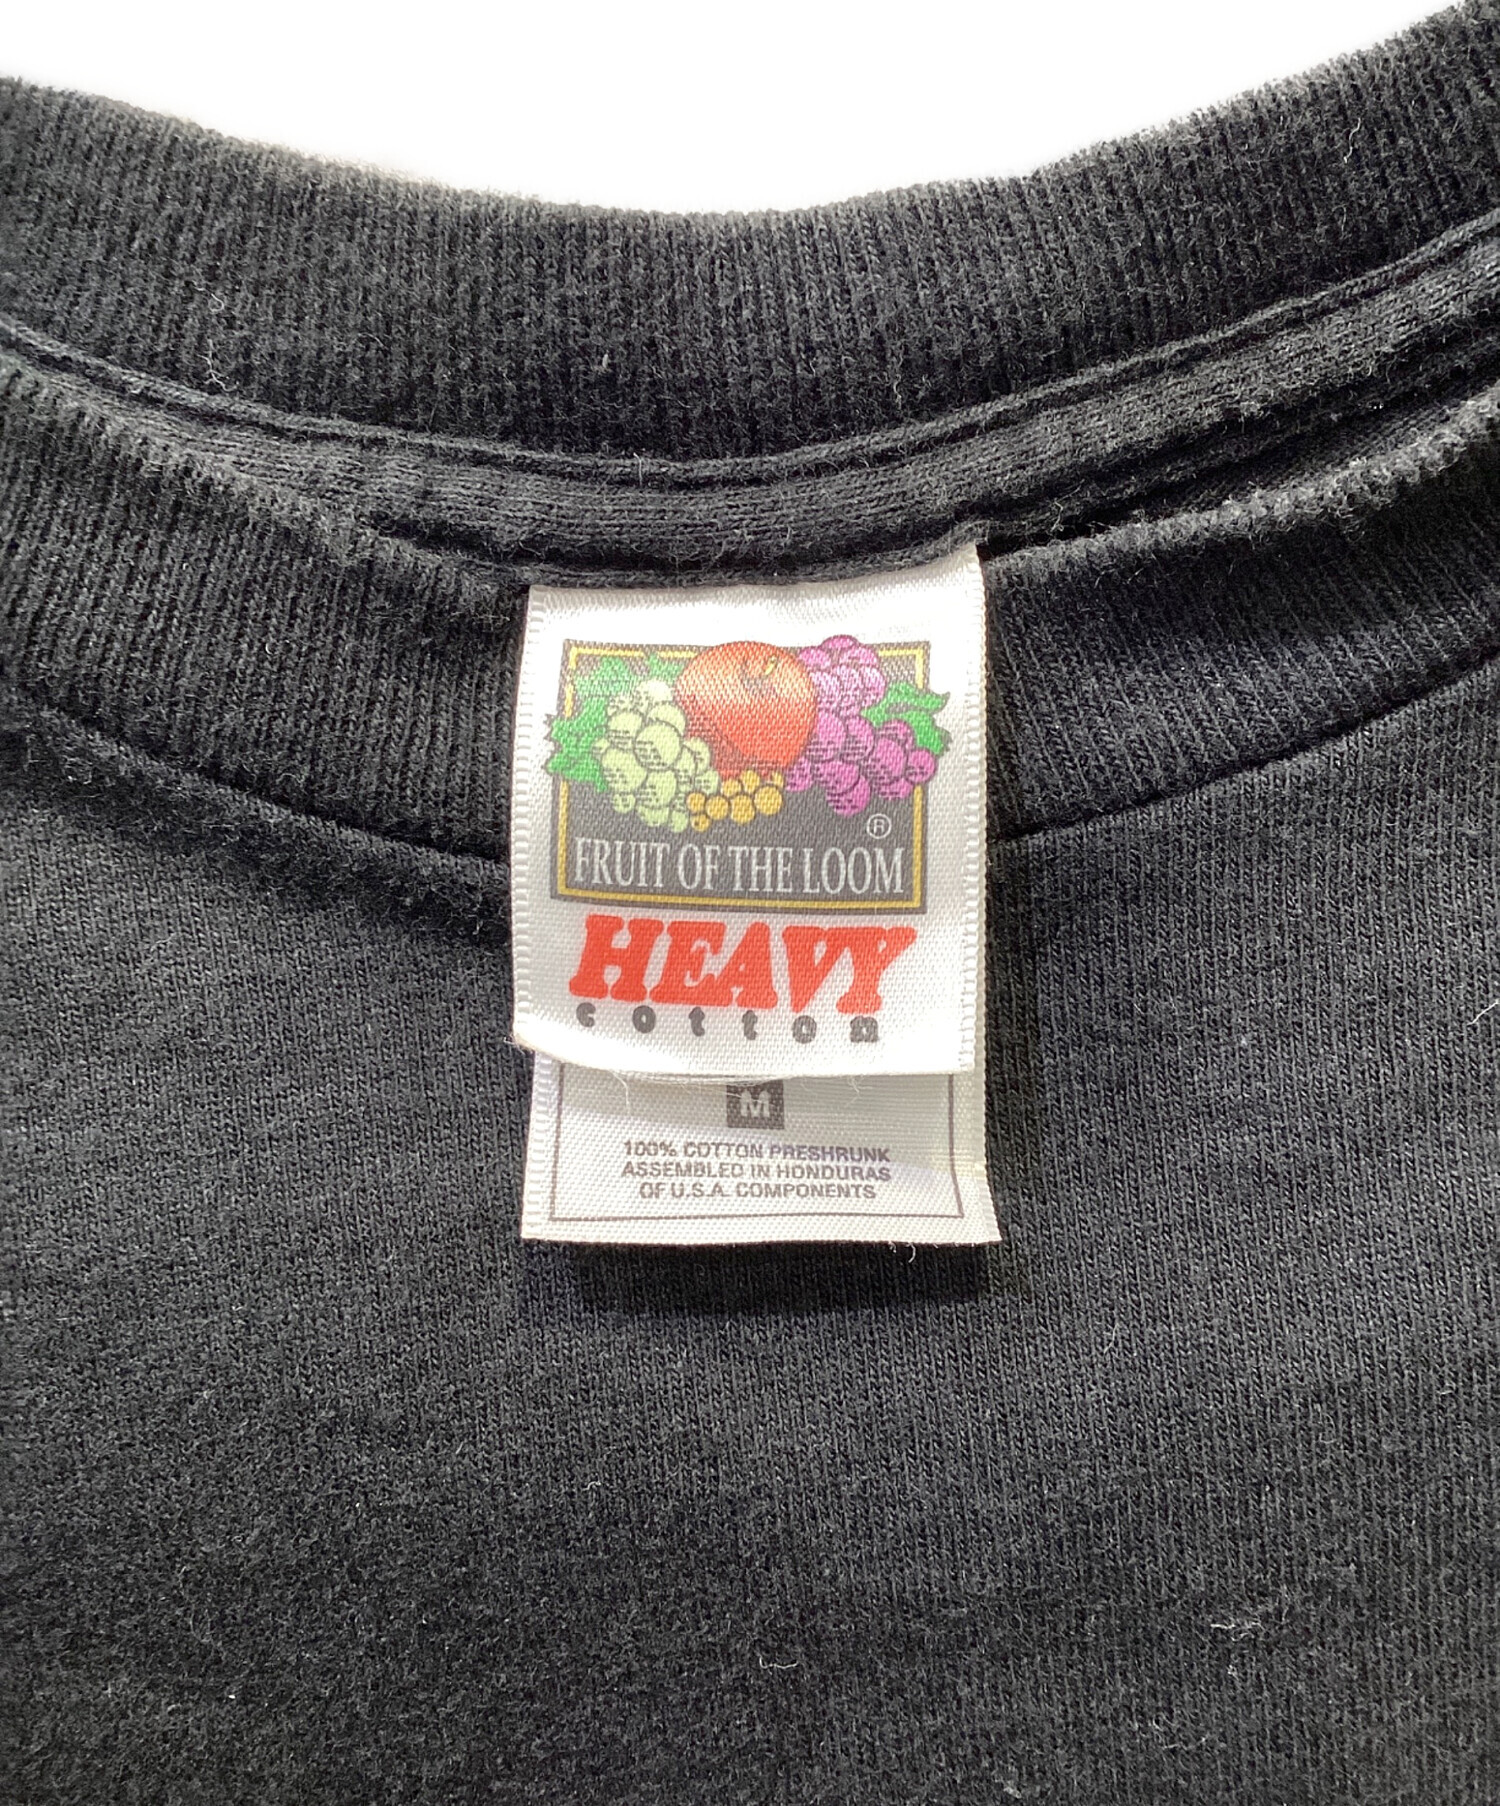 ®
FRUIT OF THE LOOM
HEAVY
cotton
M
100% COTTON PRESHRUNK
ASSEMBLED IN HONDURAS
OF U.S.A. COMPONENTS